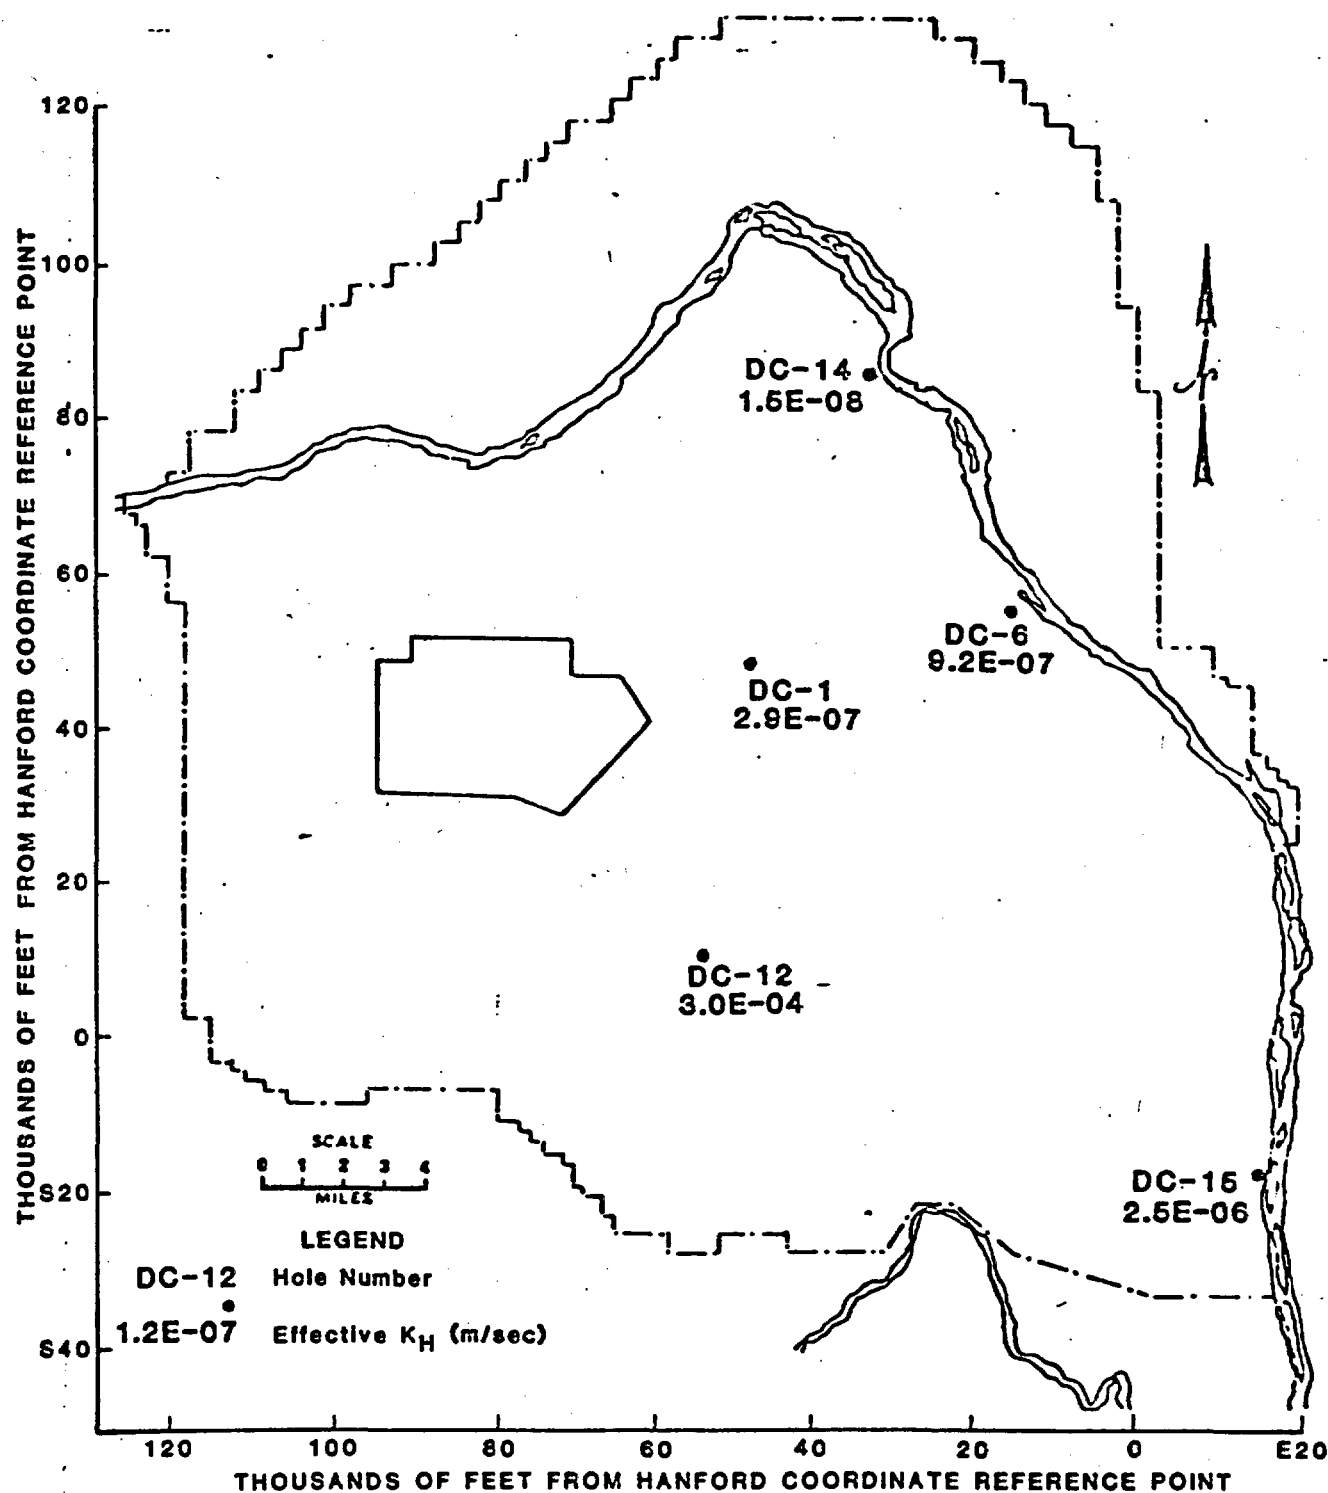 120
100
80
60
40
20
0
S20
S40
THOUSANDS OF FEET FROM HANFORD COORDINATE REFERENCE POINT
DC-14
1.5E-08
DC-6
9.2E-07
DC-1
2.9E-07
DC-12
3.0E-04
DC-15
2.5E-06
SCALE
0 1 2 3 4
MILES
LEGEND
DC-12 Hole Number
1.2E-07 Effective KH (m/sec)
120 100 80 60 40 20 0 E20
THOUSANDS OF FEET FROM HANFORD COORDINATE REFERENCE POINT